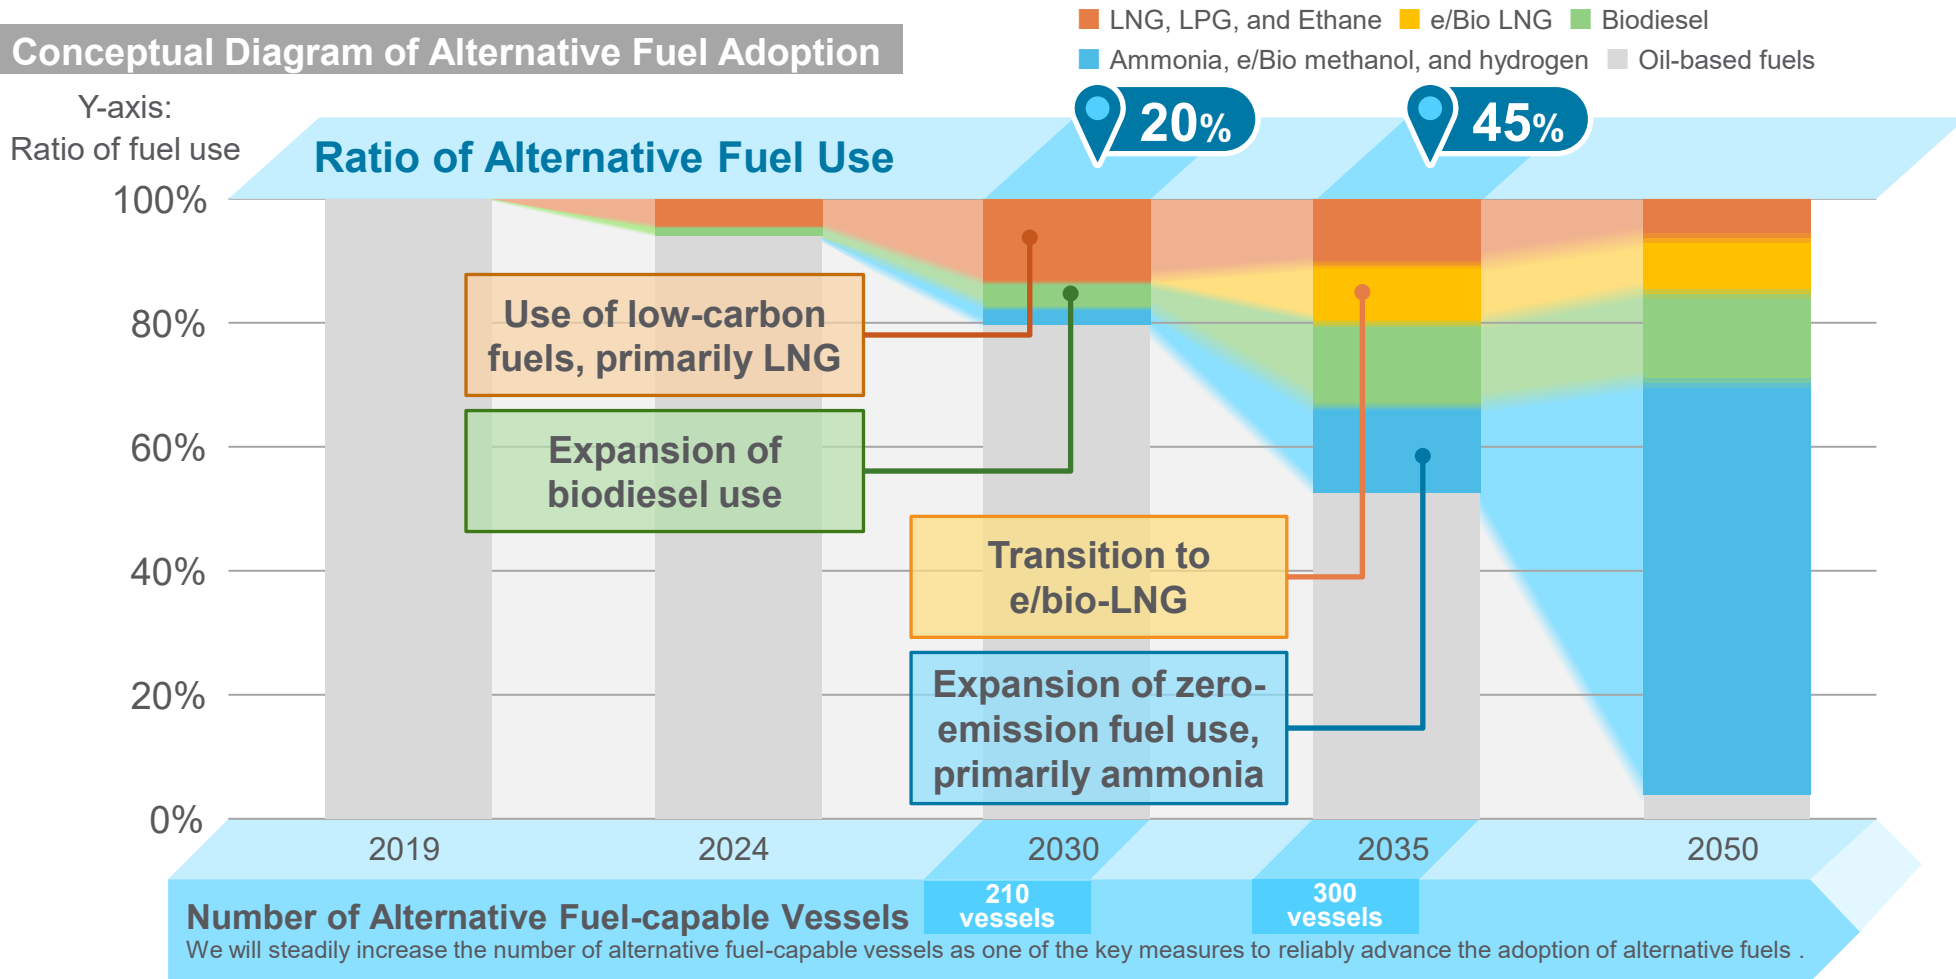 LNG, LPG, and Ethane
e/Bio LNG
Biodiesel
Conceptual Diagram of Alternative Fuel Adoption
Ammonia, e/Bio methanol, and hydrogen
Oil-based fuels
Y-axis:
Ratio of fuel use
Ratio of Alternative Fuel Use
20%
45%
100%
80%
60%
40%
20%
0%
Use of low-carbon
fuels, primarily LNG
Expansion of
biodiesel use
Transition to
e/bio-LNG
Expansion of zero-
emission fuel use,
primarily ammonia
2019
2024
2030
2035
2050
Number of Alternative Fuel-capable Vessels
210
vessels
300
vessels
We will steadily increase the number of alternative fuel-capable vessels as one of the key measures to reliably advance the adoption of alternative fuels .